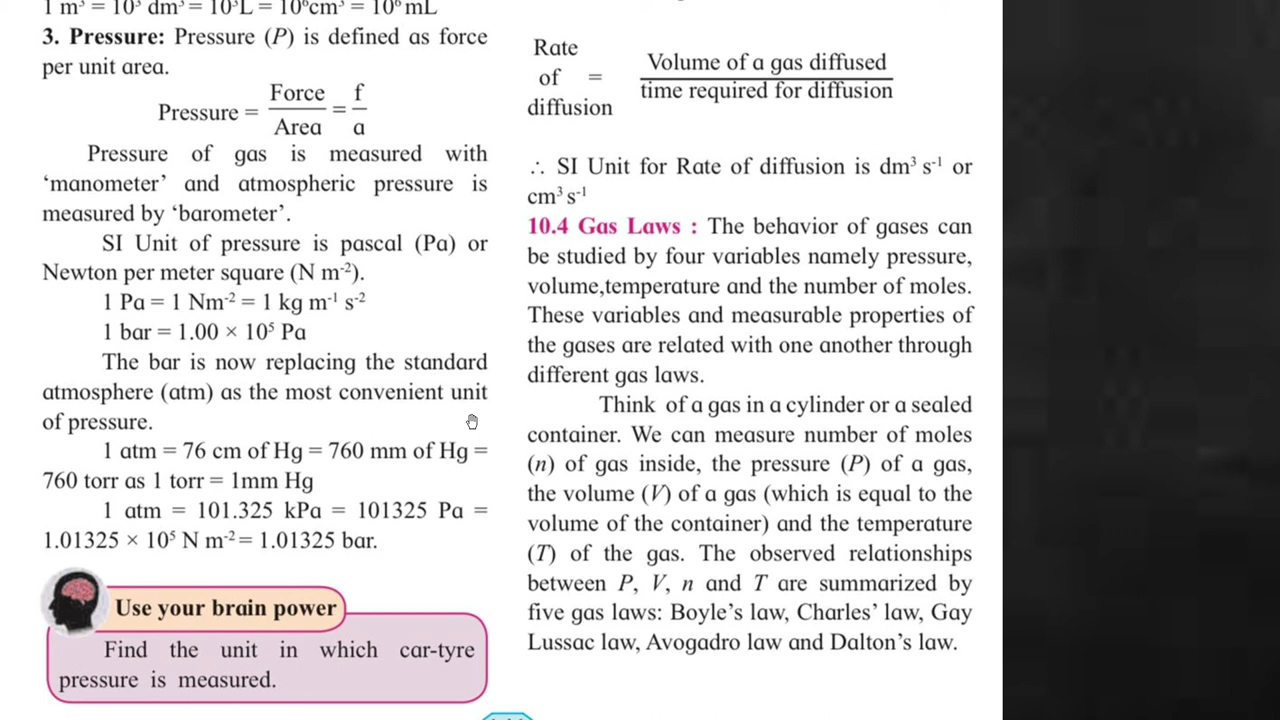 1 m³ = 10³ dm³ = 10³L = 10⁶cm³ = 10⁶ mL
3. Pressure: Pressure (P) is defined as force
per unit area.
Pressure = Force / Area = f / a
Pressure of gas is measured with
‘manometer’ and atmospheric pressure is
measured by ‘barometer’.
SI Unit of pressure is pascal (Pa) or
Newton per meter square (N m⁻²).
1 Pa = 1 Nm⁻² = 1 kg m⁻¹ s⁻²
1 bar = 1.00 × 10⁵ Pa
The bar is now replacing the standard
atmosphere (atm) as the most convenient unit
of pressure.
1 atm = 76 cm of Hg = 760 mm of Hg =
760 torr as 1 torr = 1mm Hg
1 atm = 101.325 kPa = 101325 Pa =
1.01325 × 10⁵ N m⁻² = 1.01325 bar.
Use your brain power
Find the unit in which car-tyre
pressure is measured.
Rate
of =
diffusion
Volume of a gas diffused
time required for diffusion
∴ SI Unit for Rate of diffusion is dm³ s⁻¹ or
cm³ s⁻¹
10.4 Gas Laws : The behavior of gases can
be studied by four variables namely pressure,
volume,temperature and the number of moles.
These variables and measurable properties of
the gases are related with one another through
different gas laws.
Think of a gas in a cylinder or a sealed
container. We can measure number of moles
(n) of gas inside, the pressure (P) of a gas,
the volume (V) of a gas (which is equal to the
volume of the container) and the temperature
(T) of the gas. The observed relationships
between P, V, n and T are summarized by
five gas laws: Boyle’s law, Charles’ law, Gay
Lussac law, Avogadro law and Dalton’s law.